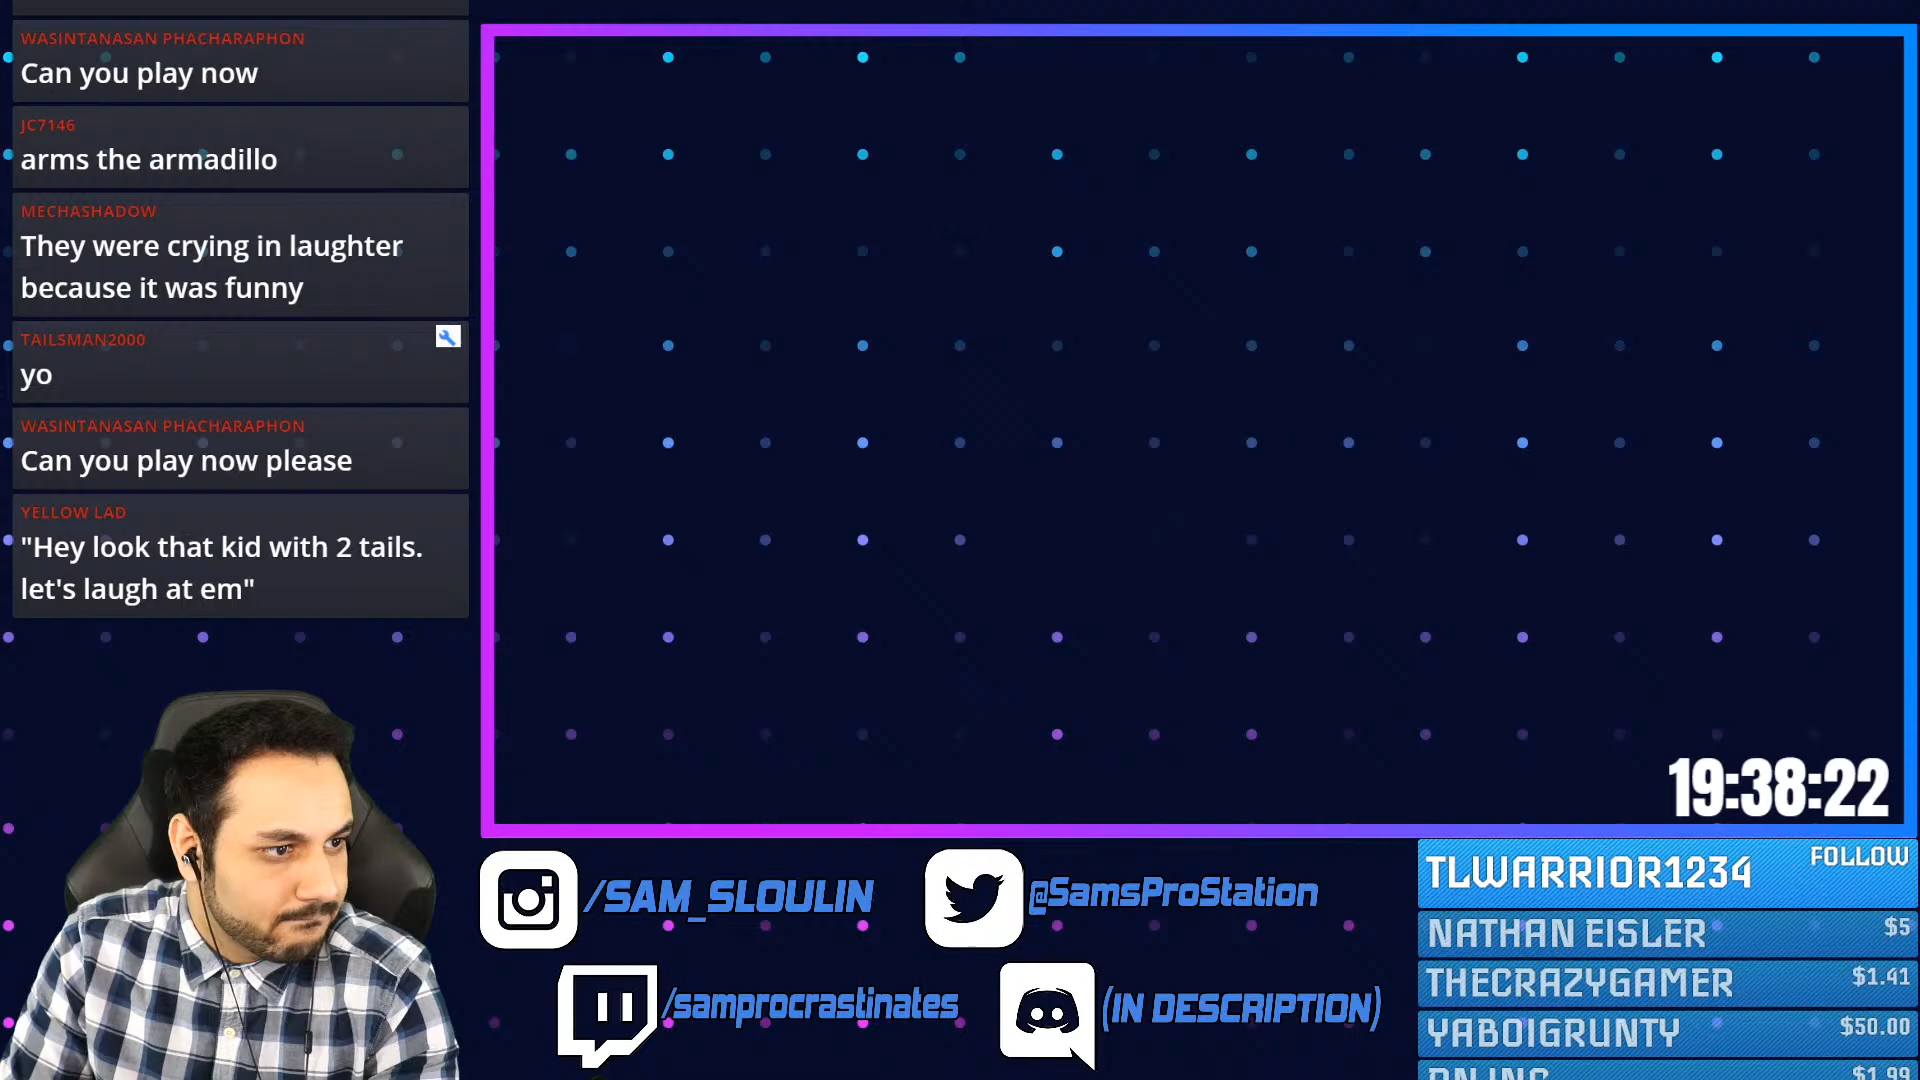 WASINTANASAN PHACHARAPHON
Can you play now
JC7146
arms the armadillo
MECHASHADOW
They were crying in laughter
because it was funny
TAILSMAN2000
yo
WASINTANASAN PHACHARAPHON
Can you play now please
YELLOW LAD
"Hey look that kid with 2 tails.
let's laugh at em"
19:38:22
/SAM_SLOULIN
@SamsProStation
/samprocrastinates
(IN DESCRIPTION)
TLWARRIOR1234 FOLLOW
NATHAN EISLER $5
THECRAZYGAMER $1.41
YABOIGRUNTY $50.00
$1.99